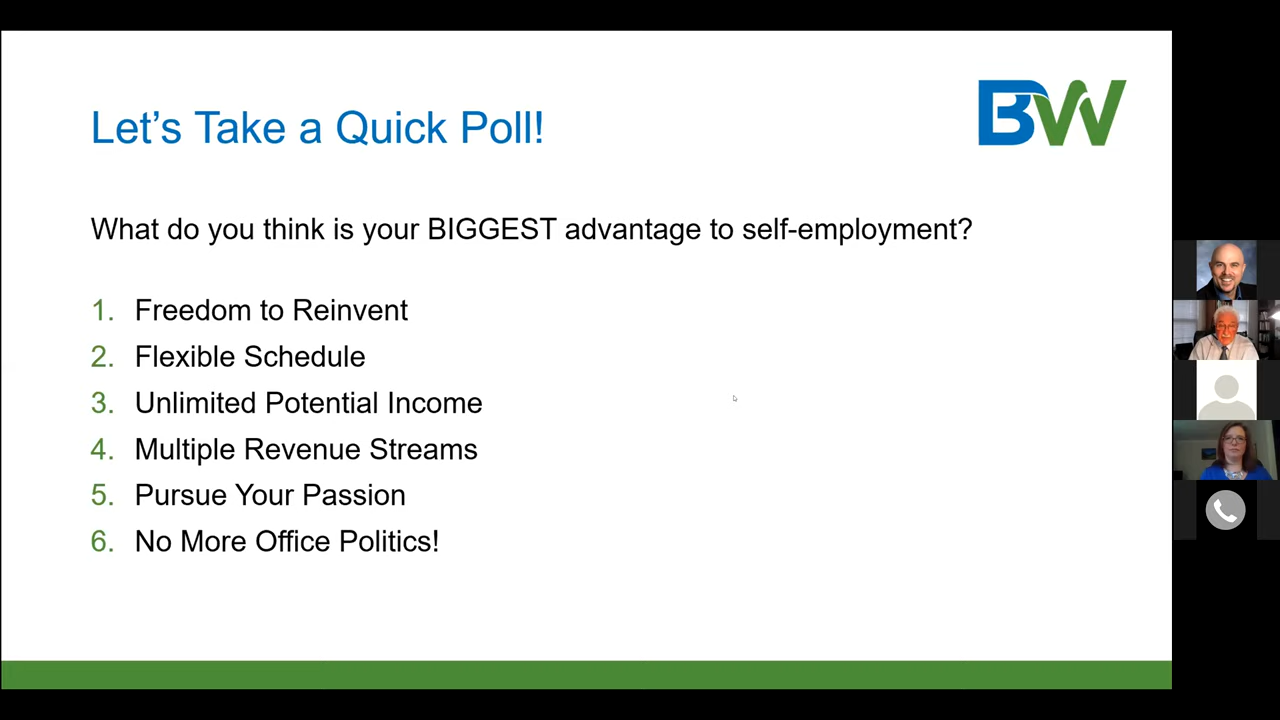 Let's Take a Quick Poll!
BW
What do you think is your BIGGEST advantage to self-employment?
1. Freedom to Reinvent
2. Flexible Schedule
3. Unlimited Potential Income
4. Multiple Revenue Streams
5. Pursue Your Passion
6. No More Office Politics!